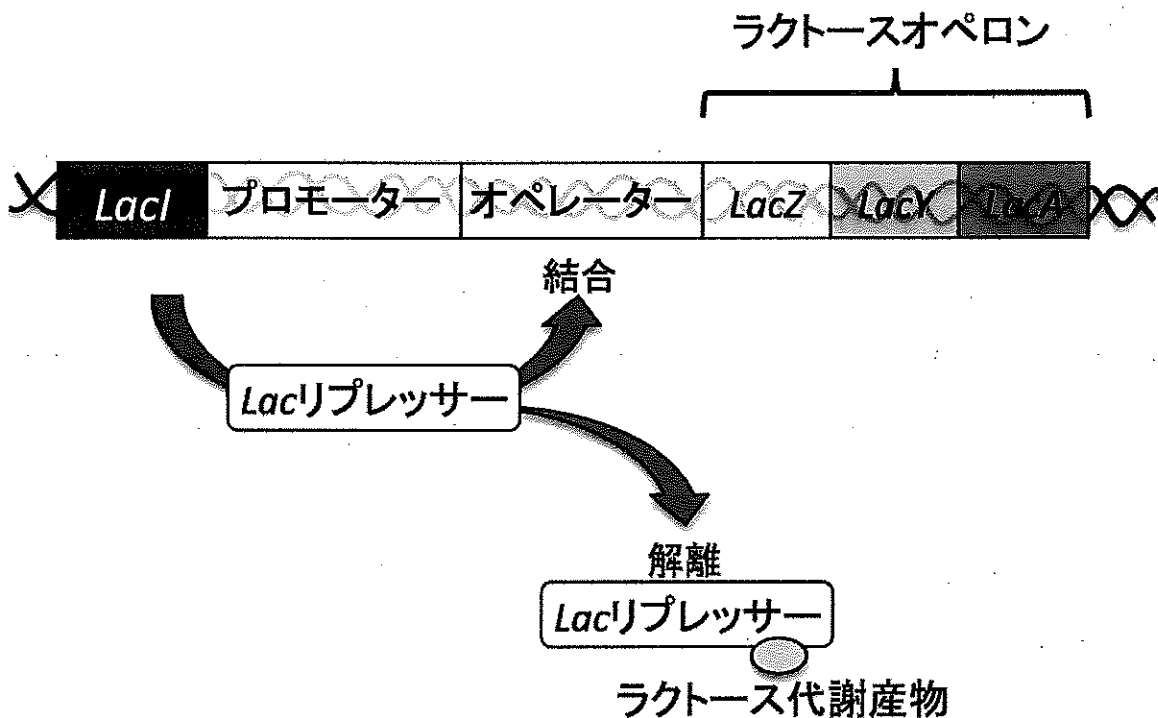 ラクトースオペロン
LacI プロモーター オペレーター LacZ LacY LacA
結合
Lacリプレッサー
解離
Lacリプレッサー
ラクトース代謝産物